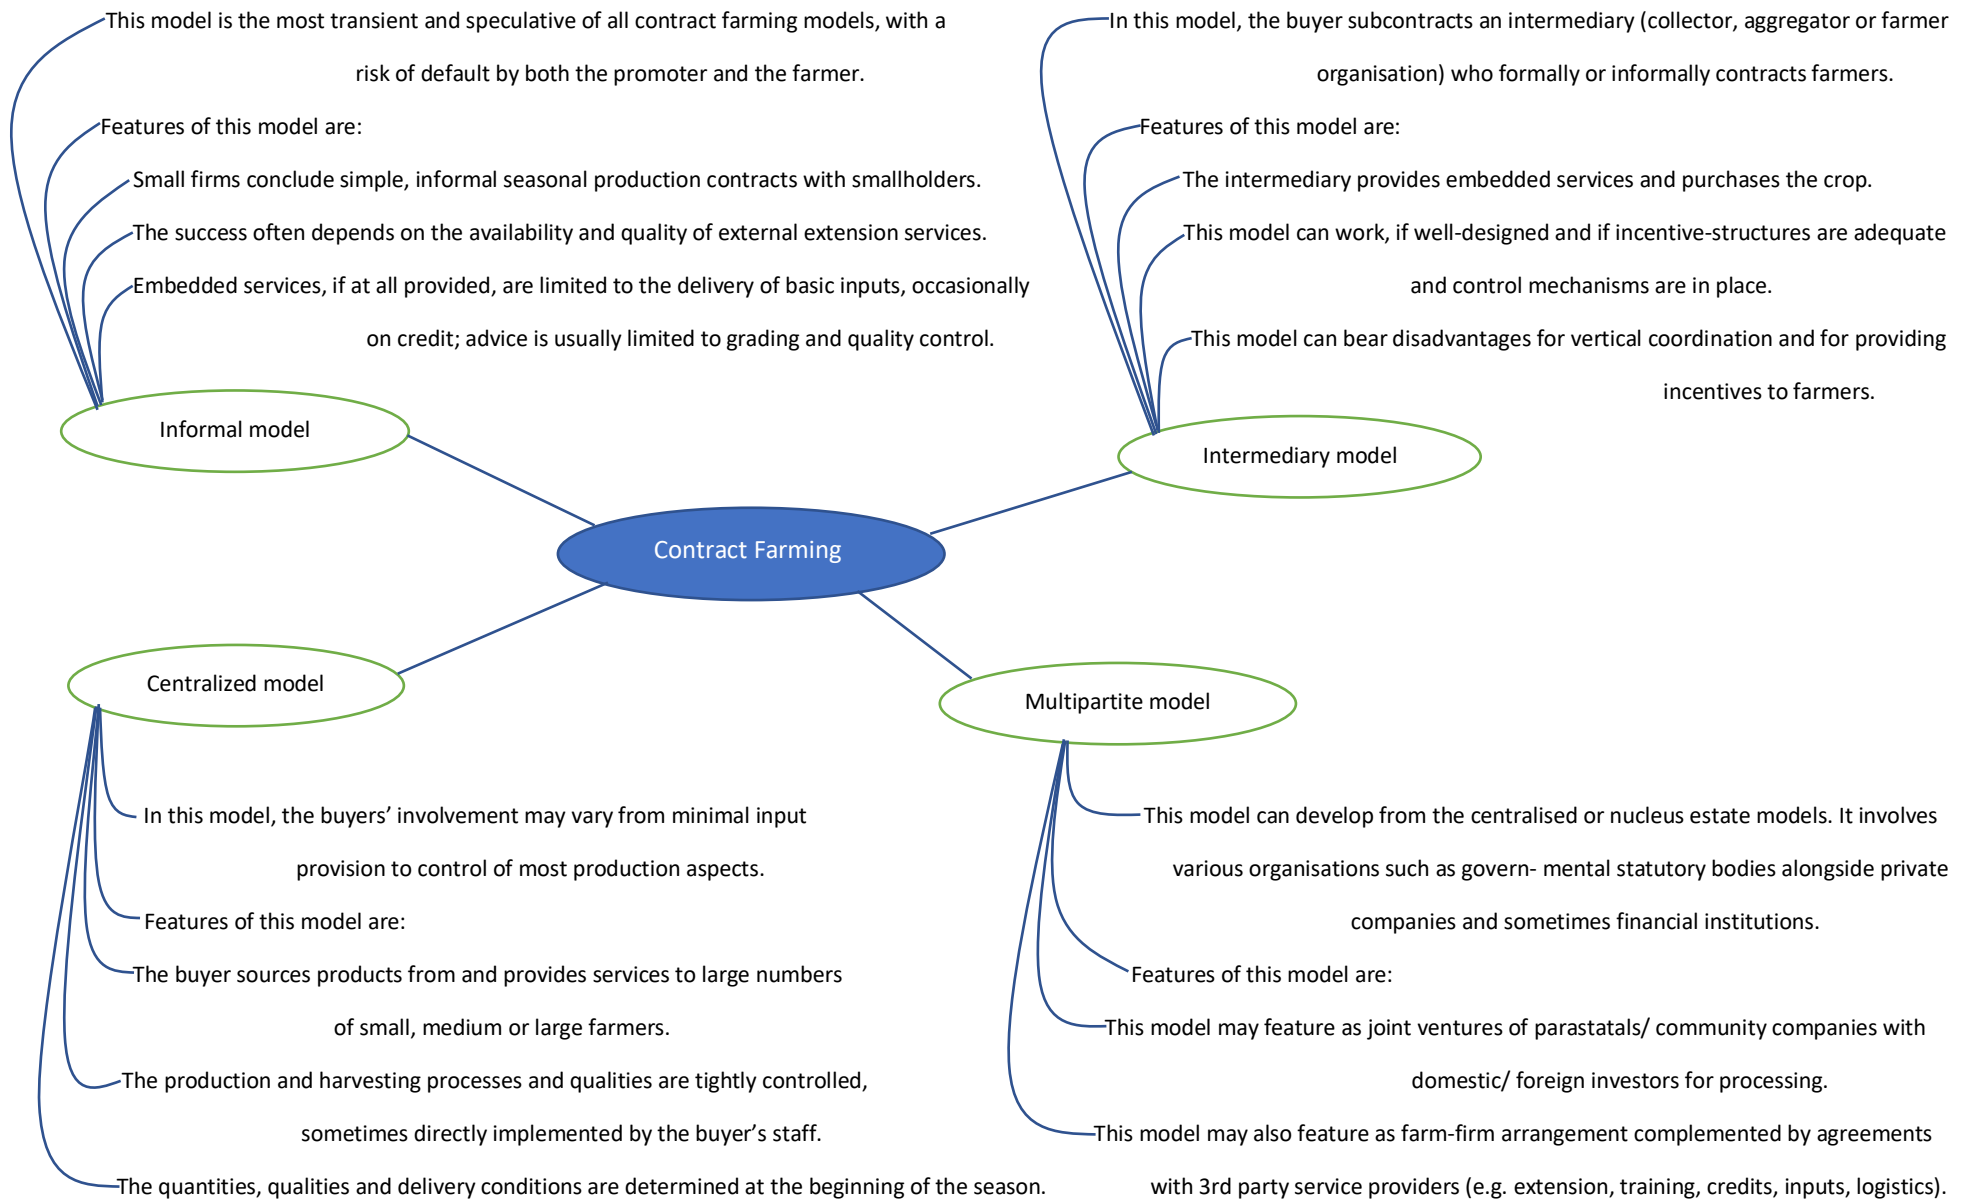 This model is the most transient and speculative of all contract farming models, with a
risk of default by both the promoter and the farmer.
Features of this model are:
Small firms conclude simple, informal seasonal production contracts with smallholders.
The success often depends on the availability and quality of external extension services.
Embedded services, if at all provided, are limited to the delivery of basic inputs, occasionally
on credit; advice is usually limited to grading and quality control.
Informal model
In this model, the buyer subcontracts an intermediary (collector, aggregator or farmer
organisation) who formally or informally contracts farmers.
Features of this model are:
The intermediary provides embedded services and purchases the crop.
This model can work, if well-designed and if incentive-structures are adequate
and control mechanisms are in place.
This model can bear disadvantages for vertical coordination and for providing
incentives to farmers.
Intermediary model
Contract Farming
Centralized model
In this model, the buyers’ involvement may vary from minimal input
provision to control of most production aspects.
Features of this model are:
The buyer sources products from and provides services to large numbers
of small, medium or large farmers.
The production and harvesting processes and qualities are tightly controlled,
sometimes directly implemented by the buyer’s staff.
The quantities, qualities and delivery conditions are determined at the beginning of the season.
Multipartite model
This model can develop from the centralised or nucleus estate models. It involves
various organisations such as govern- mental statutory bodies alongside private
companies and sometimes financial institutions.
Features of this model are:
This model may feature as joint ventures of parastatals/ community companies with
domestic/ foreign investors for processing.
This model may also feature as farm-firm arrangement complemented by agreements
with 3rd party service providers (e.g. extension, training, credits, inputs, logistics).